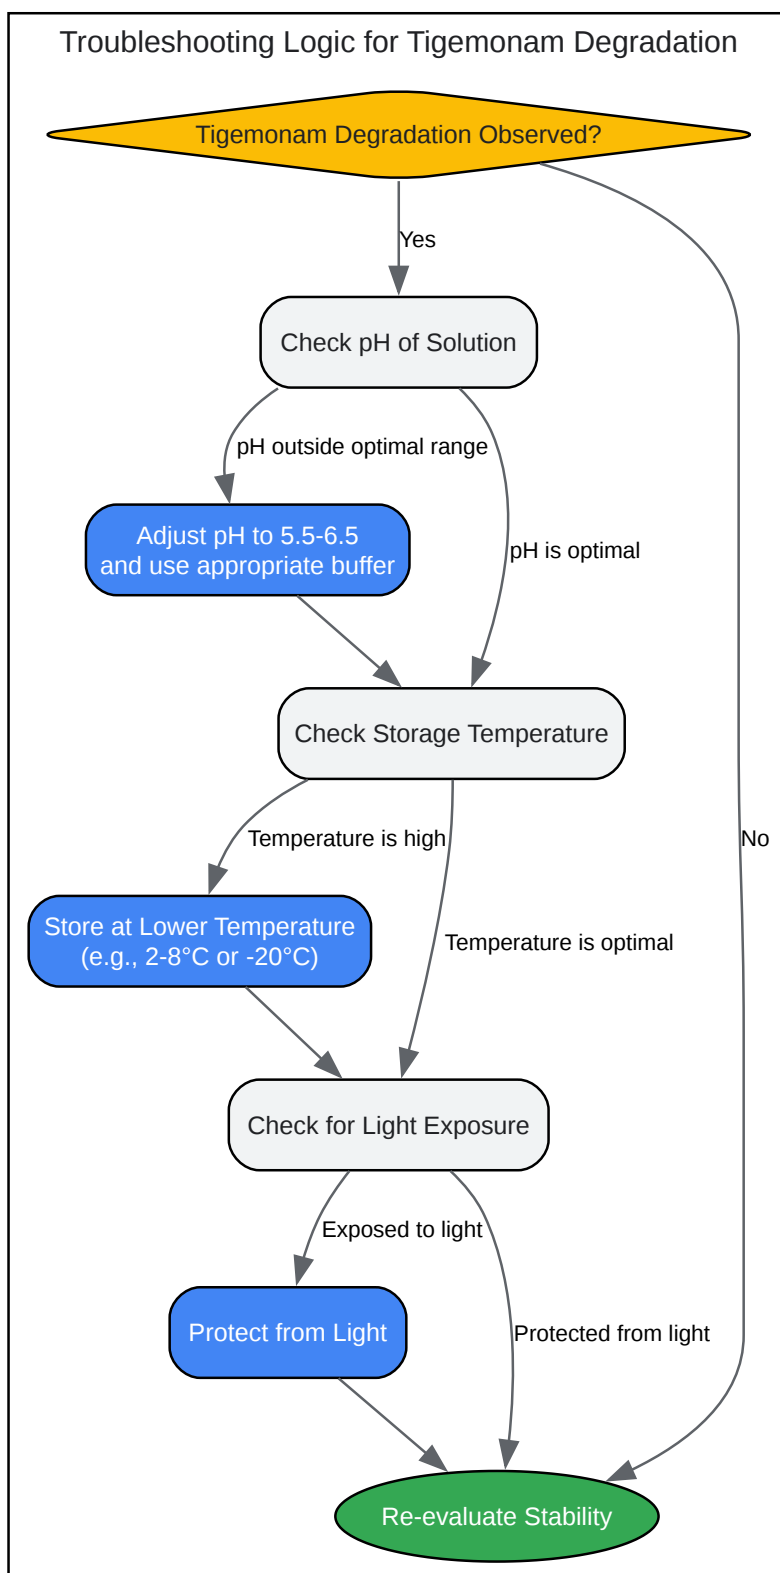 Troubleshooting Logic for Tigemonam Degradation
Tigemonam Degradation Observed?
Yes
Check pH of Solution
pH outside optimal range
Adjust pH to 5.5-6.5
and use appropriate buffer
pH is optimal
Check Storage Temperature
Temperature is high
No
Store at Lower Temperature
(e.g., 2-8°C or -20°C)
Temperature is optimal
Check for Light Exposure
Exposed to light
Protect from Light
Protected from light
Re-evaluate Stability